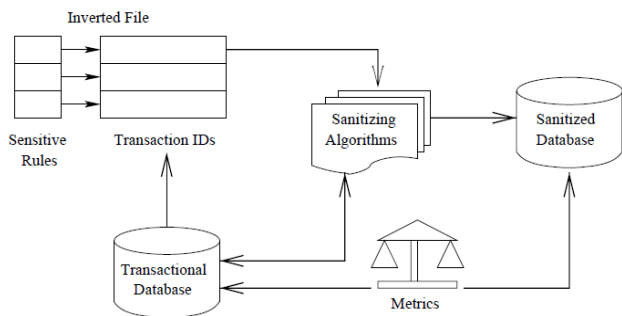 Inverted File
Sensitive
Rules
Transaction IDs
Sanitizing
Algorithms
Sanitized
Database
Transactional
Database
Metrics